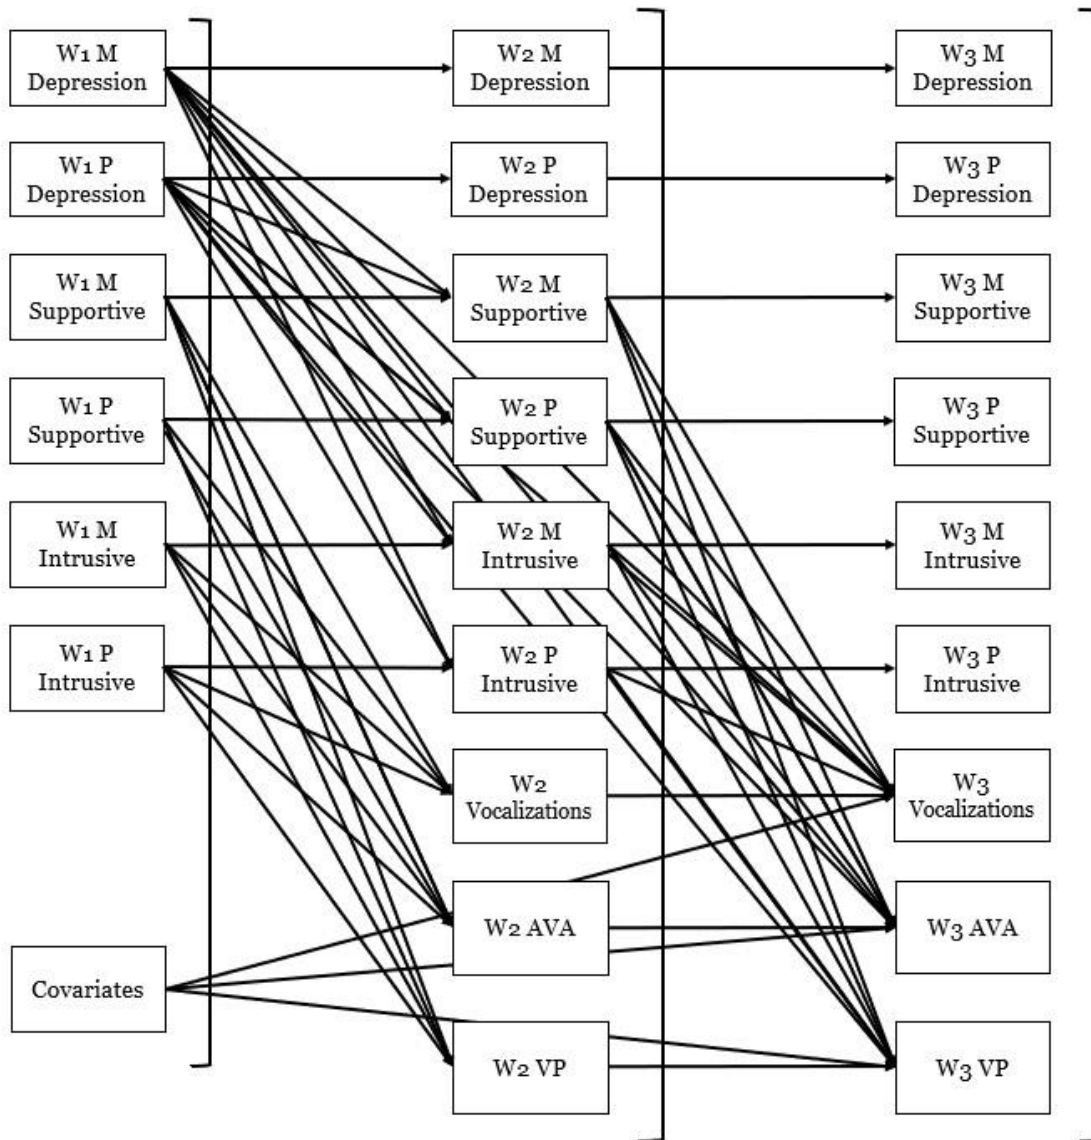 W1 M
Depression
W2 M
Depression
W3 M
Depression
W1 P
Depression
W2 P
Depression
W3 P
Depression
W1 M
Supportive
W2 M
Supportive
W3 M
Supportive
W1 P
Supportive
W2 P
Supportive
W3 P
Supportive
W1 M
Intrusive
W2 M
Intrusive
W3 M
Intrusive
W1 P
Intrusive
W2 P
Intrusive
W3 P
Intrusive
W2
Vocalizations
W3
Vocalizations
W2 AVA
W3 AVA
Covariates
W2 VP
W3 VP